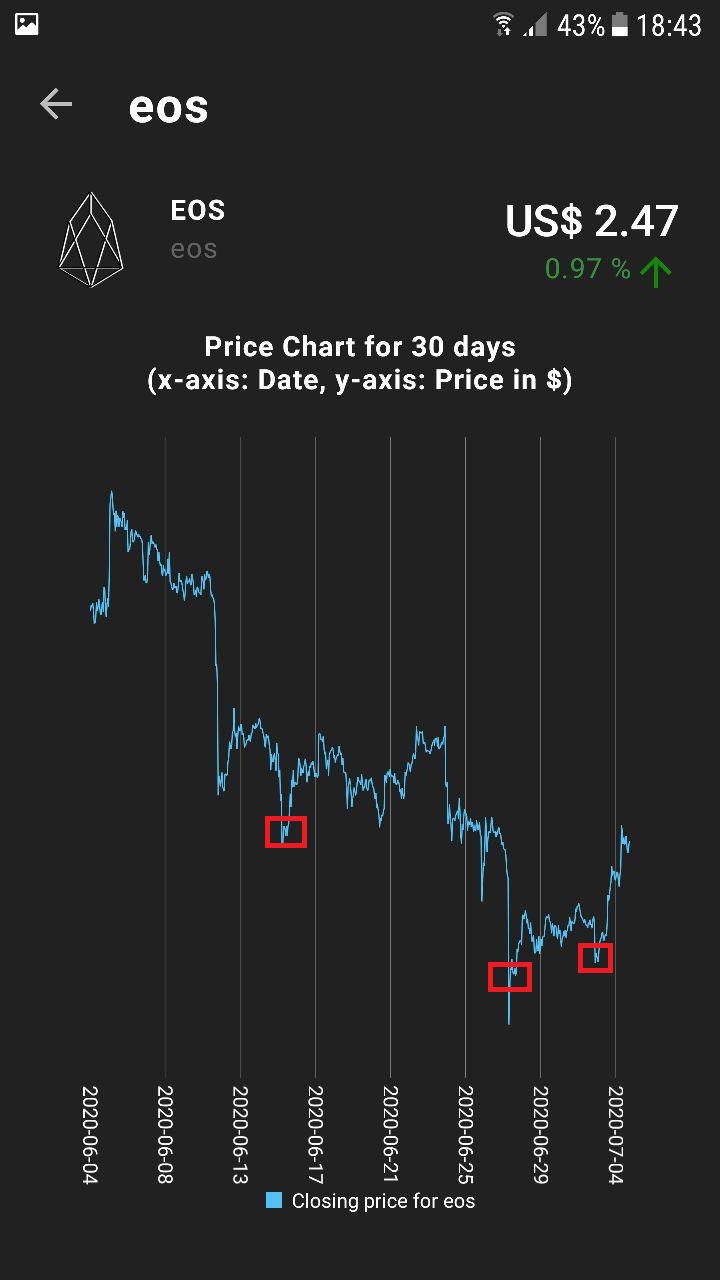 43% 18:43
eos
EOS
eos
US$ 2.47
0.97 %
Price Chart for 30 days
(x-axis: Date, y-axis: Price in $)
2020-06-04
2020-06-08
2020-06-13
2020-06-17
2020-06-21
2020-06-25
2020-06-29
2020-07-04
Closing price for eos